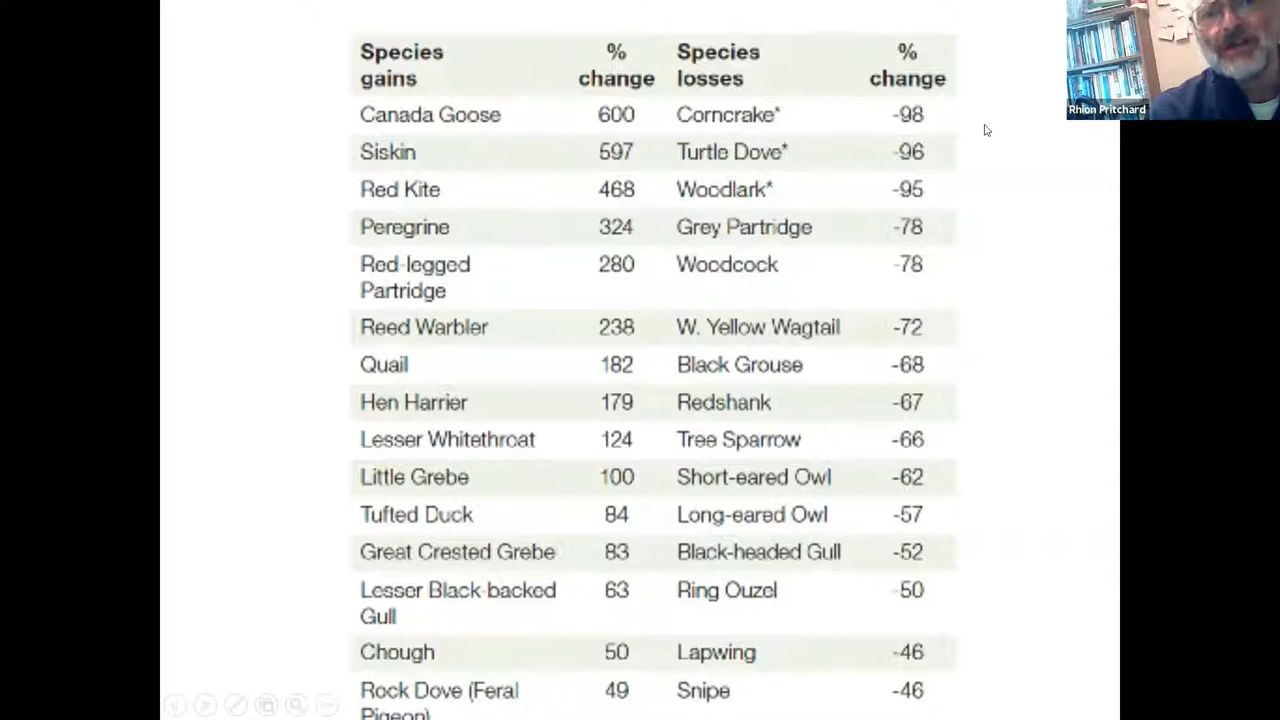 Species gains % change Species losses % change
Canada Goose 600 Corncrake* -98
Siskin 597 Turtle Dove* -96
Red Kite 468 Woodlark* -95
Peregrine 324 Grey Partridge -78
Red-legged Partridge 280 Woodcock -78
Reed Warbler 238 W. Yellow Wagtail -72
Quail 182 Black Grouse -68
Hen Harrier 179 Redshank -67
Lesser Whitethroat 124 Tree Sparrow -66
Little Grebe 100 Short-eared Owl -62
Tufted Duck 84 Long-eared Owl -57
Great Crested Grebe 83 Black-headed Gull -52
Lesser Black-backed Gull 63 Ring Ouzel -50
Chough 50 Lapwing -46
Rock Dove (Feral Pigeon) 49 Snipe -46
Rhion Pritchard